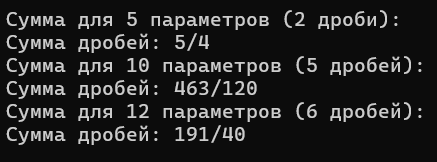 Сумма для 5 параметров (2 дроби):
Сумма дробей: 5/4
Сумма для 10 параметров (5 дробей):
Сумма дробей: 463/120
Сумма для 12 параметров (6 дробей):
Сумма дробей: 191/40